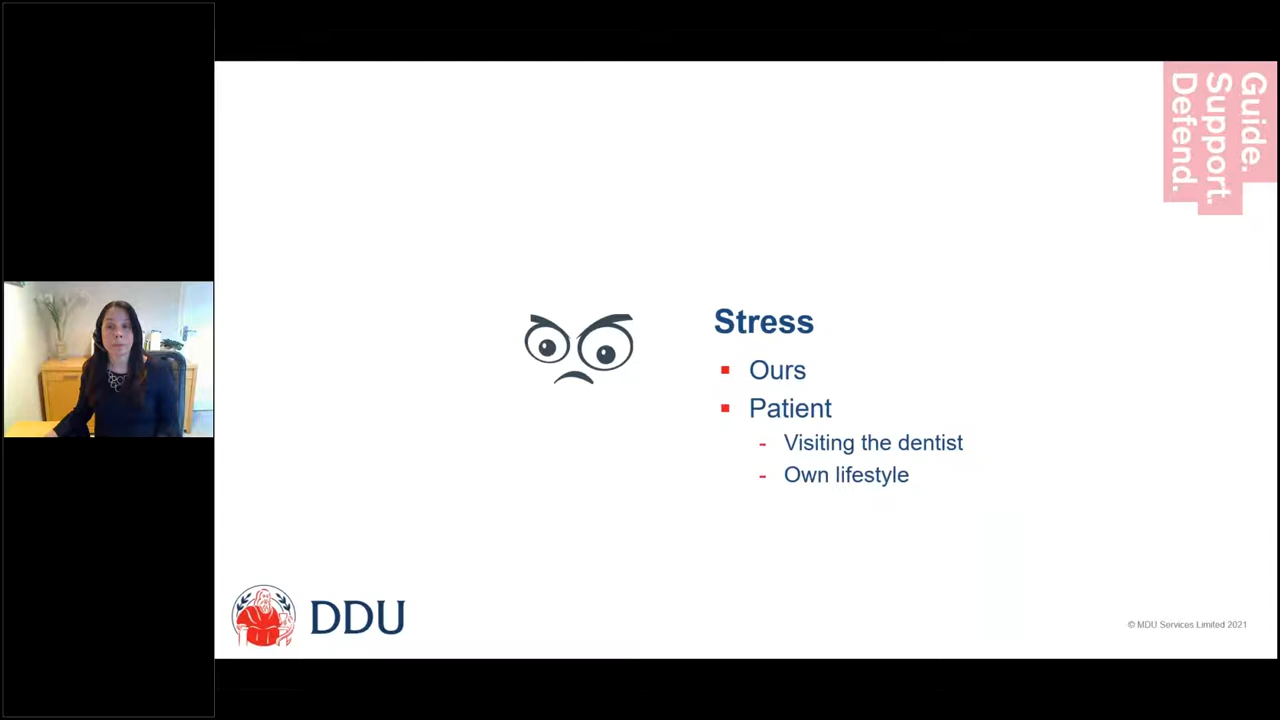 Guide.
Support.
Defend.
Stress
Ours
Patient
- Visiting the dentist
- Own lifestyle
DDU
© MDU Services Limited 2021